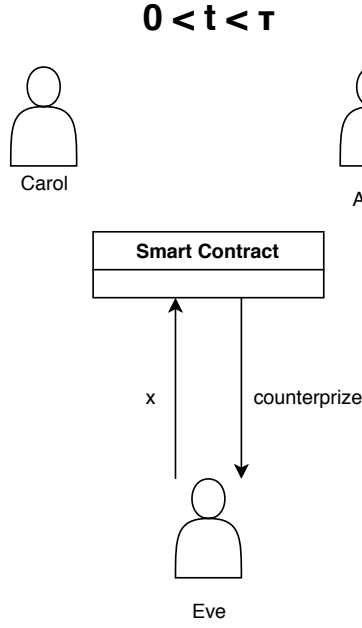 0 < t < τ
Carol
A
Smart Contract
x
counterprize
Eve